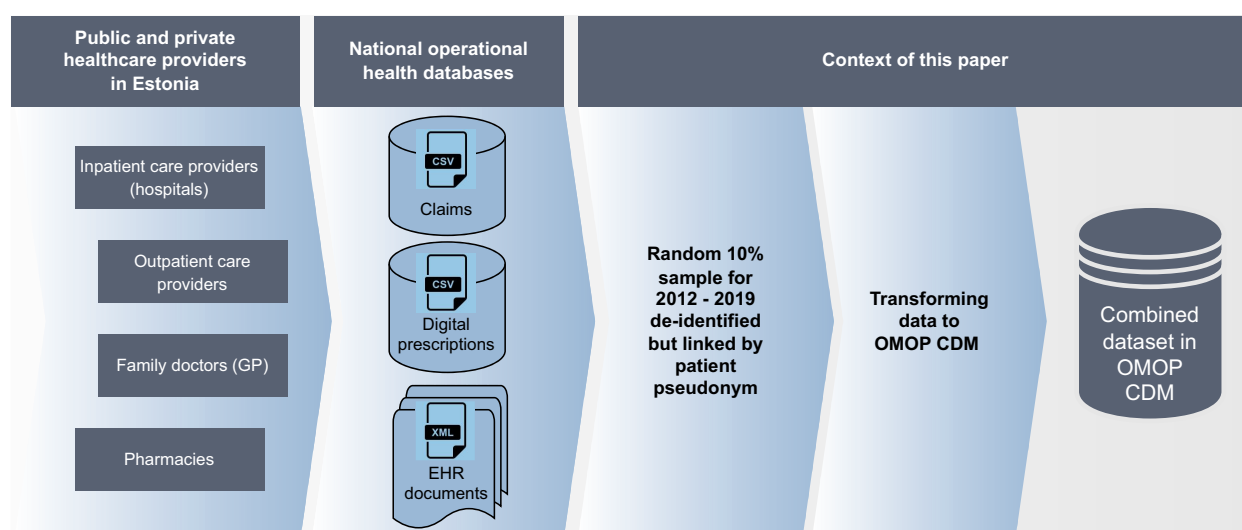 Public and private
healthcare providers
in Estonia
National operational
health databases
Context of this paper
Inpatient care providers
(hospitals)
Outpatient care
providers
Family doctors (GP)
Pharmacies
CSV
Claims
CSV
Digital
prescriptions
XML
EHR
documents
Random 10%
sample for
2012 - 2019
de-identified
but linked by
patient
pseudonym
Transforming
data to
OMOP CDM
Combined
dataset in
OMOP
CDM